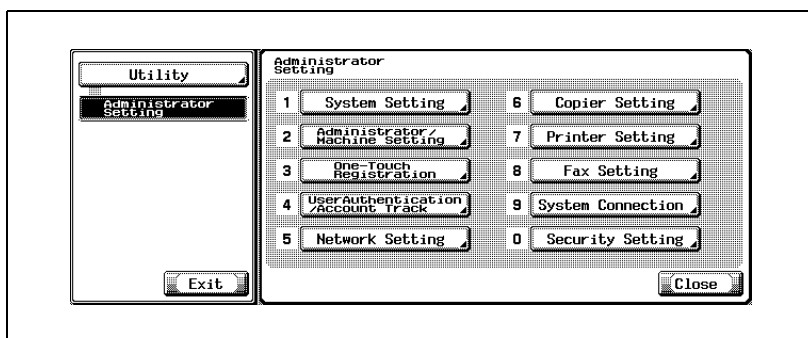 Utility
Administrator
Setting
Exit
Administrator
Setting
1 System Setting
2 Administrator/
Machine Setting
3 One-Touch
Registration
4 UserAuthentication
/Account Track
5 Network Setting
6 Copier Setting
7 Printer Setting
8 Fax Setting
9 System Connection
0 Security Setting
Close